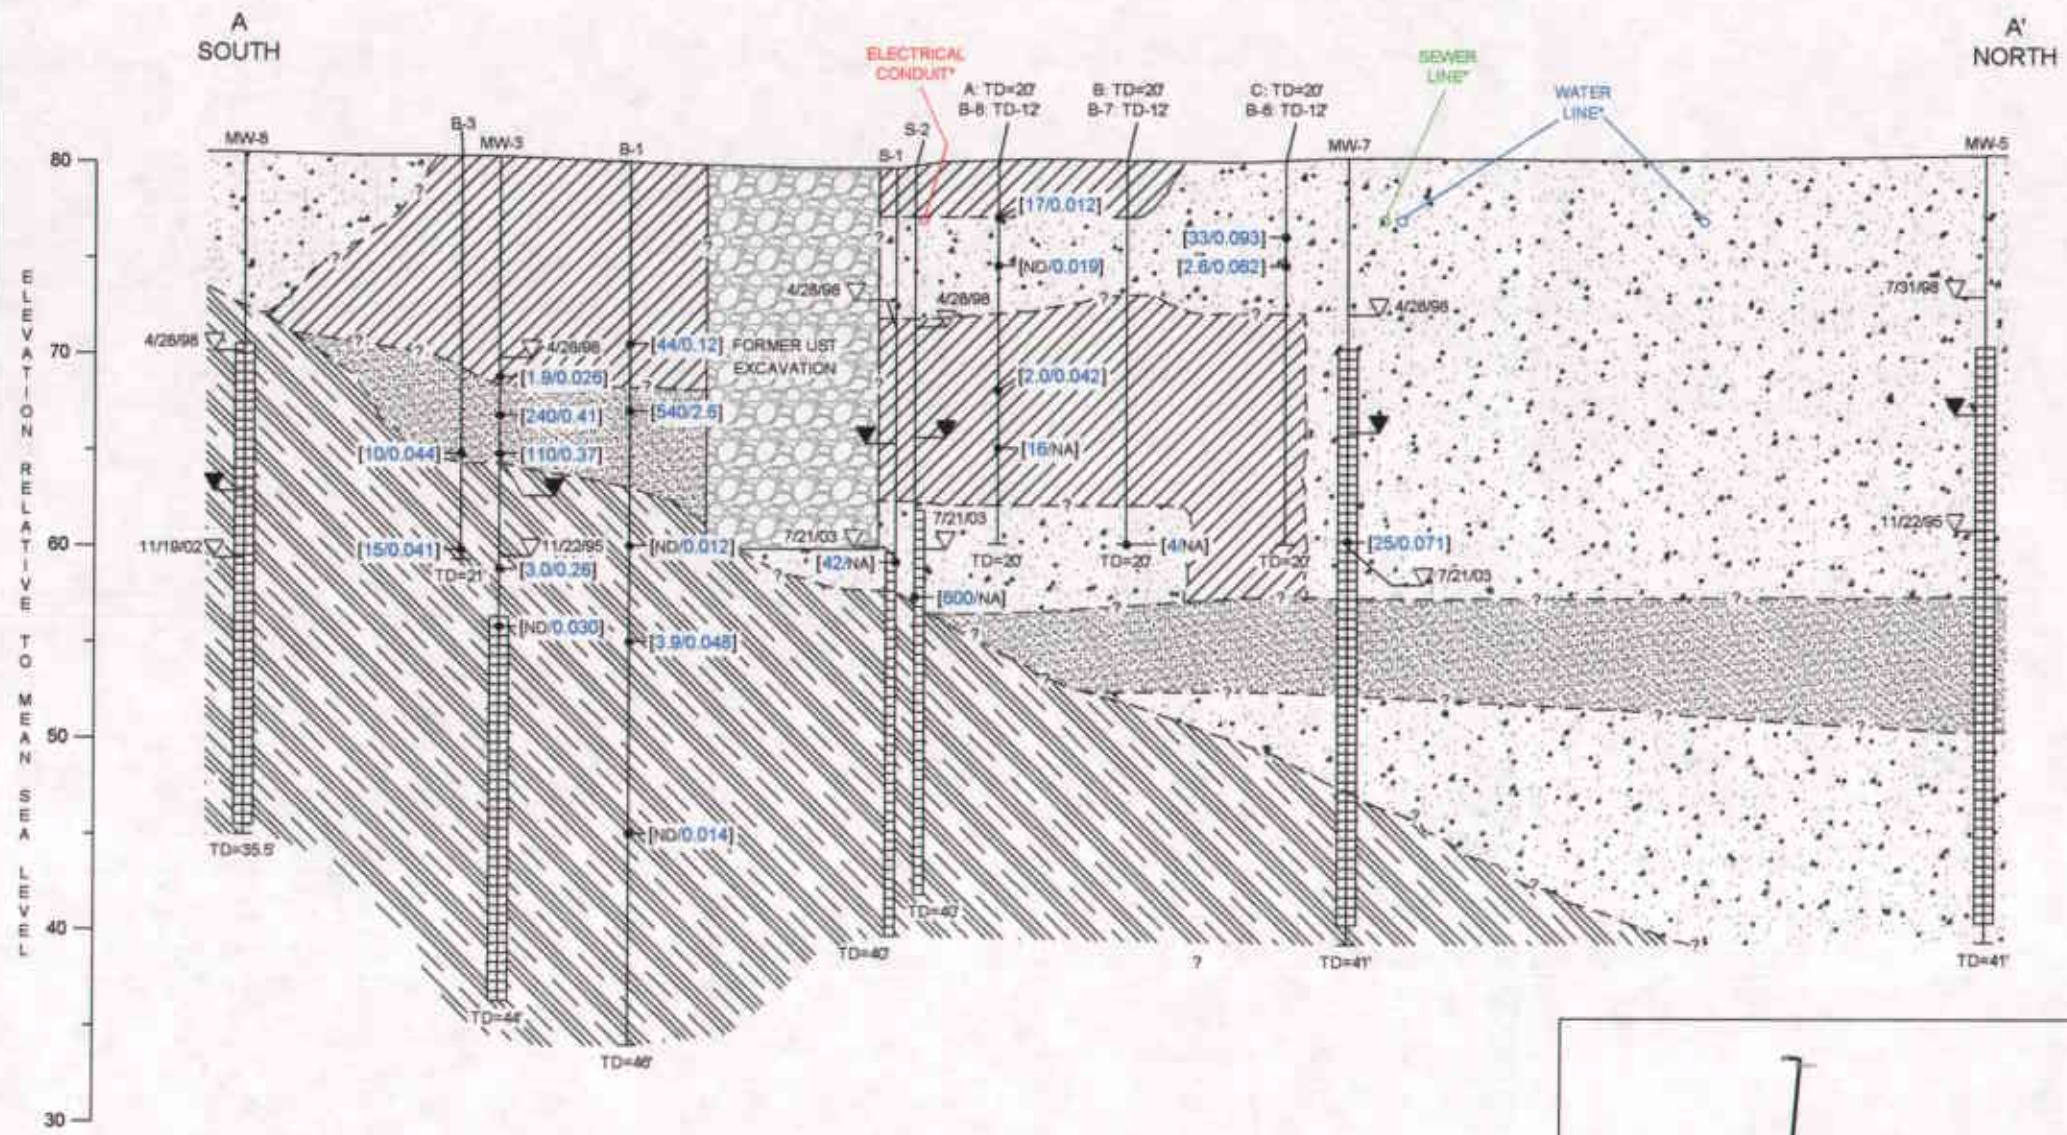 A
SOUTH
A'
NORTH
ELECTRICAL
CONDUIT*
SEWER
LINE*
WATER
LINE*
A: TD=20'
B-8: TD-12'
B: TD=20'
B-7: TD-12'
C: TD=20'
B-6: TD-12'
MW-8
B-3
MW-3
B-1
S-1
S-2
MW-7
MW-5
80
70
60
50
40
30
ELEVATION RELATIVE TO MEAN SEA LEVEL
[17/0.012]
[33/0.093]
[ND/0.019]
[2.6/0.062]
4/28/98
4/28/98
4/28/98
7/31/98
4/28/98
4/28/98
[44/0.12]
FORMER UST
EXCAVATION
[1.9/0.026]
[2.0/0.042]
[240/0.41]
[540/2.6]
[10/0.044]
[110/0.37]
[16/NA]
7/21/03
7/21/03
11/22/95
11/19/02
[15/0.041]
11/22/95
[ND/0.012]
[4/NA]
[25/0.071]
TD=21'
[3.0/0.26]
[42/NA]
TD=20'
TD=20'
TD=20'
7/21/03
[600/NA]
[ND/0.030]
[3.9/0.048]
[ND/0.014]
TD=35.5'
TD=40'
TD=40'
?
TD=41'
TD=41'
TD=44'
TD=46'